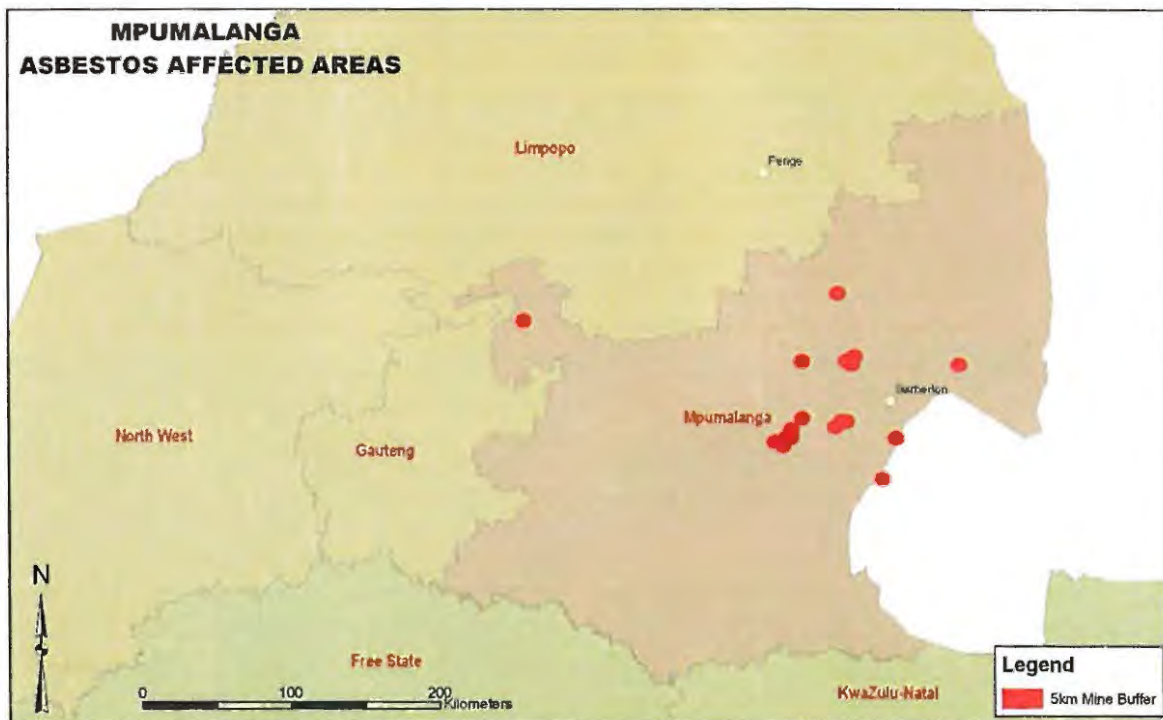 MPUMALANGA
ASBESTOS AFFECTED AREAS
Limpopo
Penge
Mpumalanga
North West
Gauteng
N
Free State
KwaZulu-Natal
0 100 200
Kilometers
Legend
5km Mine Buffer